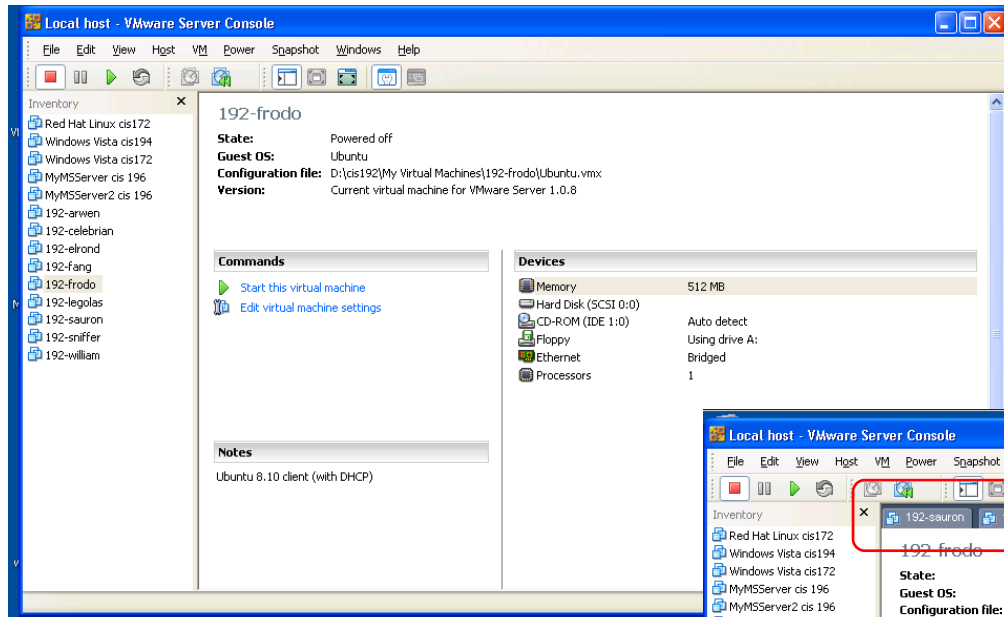 Local host - VMware Server Console
File Edit View Host VM Power Snapshot Windows Help
Inventory
Red Hat Linux cis172
Windows Vista cis194
Windows Vista cis172
MyMSServer cis 196
MyMSServer2 cis 196
192-arwen
192-celebrian
192-elrond
192-fang
192-frodo
192-legolas
192-sauron
192-sniffer
192-william
192-frodo
State: Powered off
Guest OS: Ubuntu
Configuration file: D:\cis192\My Virtual Machines\192-frodo\Ubuntu.vmx
Version: Current virtual machine for VMware Server 1.0.8
Commands
Start this virtual machine
Edit virtual machine settings
Devices
Memory 512 MB
Hard Disk (SCSI 0:0)
CD-ROM (IDE 1:0) Auto detect
Floppy Using drive A:
Ethernet Bridged
Processors 1
Notes
Ubuntu 8.10 client (with DHCP)
Local host - VMware Server Console
File Edit View Host VM Power Snapshot
Inventory
Red Hat Linux cis172
Windows Vista cis194
Windows Vista cis172
MyMSServer cis 196
MyMSServer2 cis 196
192-sauron
192-frodo
State:
Guest OS:
Configuration file: